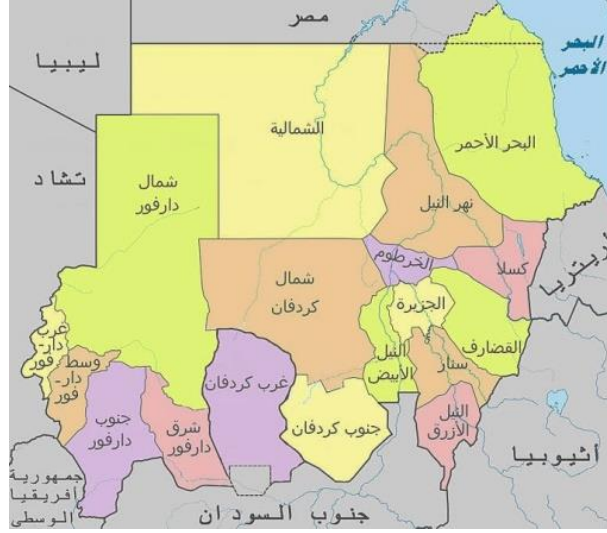 مصر
البحر
الأحمر
ليبيا
الشمالية
البحر الأحمر
تشاد
شمال
دارفور
نهر النيل
الخرطوم
كسلا
إريتريا
شمال
كردفان
الجزيرة
القضارف
غرب
دار-
فور
وسط
دار-
فور
النيل
الأبيض
سنار
غرب كردفان
جنوب
دارفور
شرق
دارفور
جنوب كردفان
النيل
الأزرق
أثيوبيا
جمهورية
أفريقيا
الوسطى
جنوب السودان